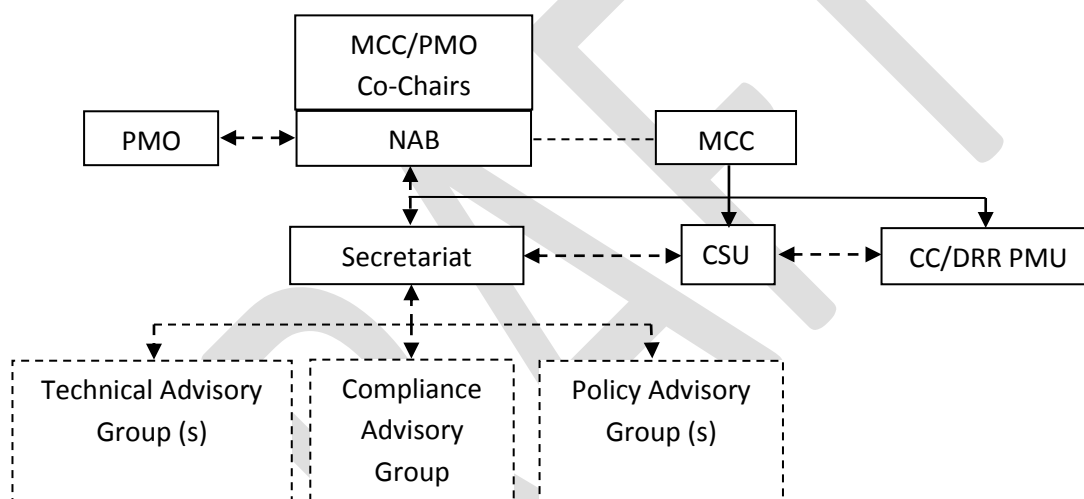 MCC/PMO
Co-Chairs
PMO
NAB
MCC
Secretariat
CSU
CC/DRR PMU
Technical Advisory
Group (s)
Compliance
Advisory
Group
Policy Advisory
Group (s)
DRAFT